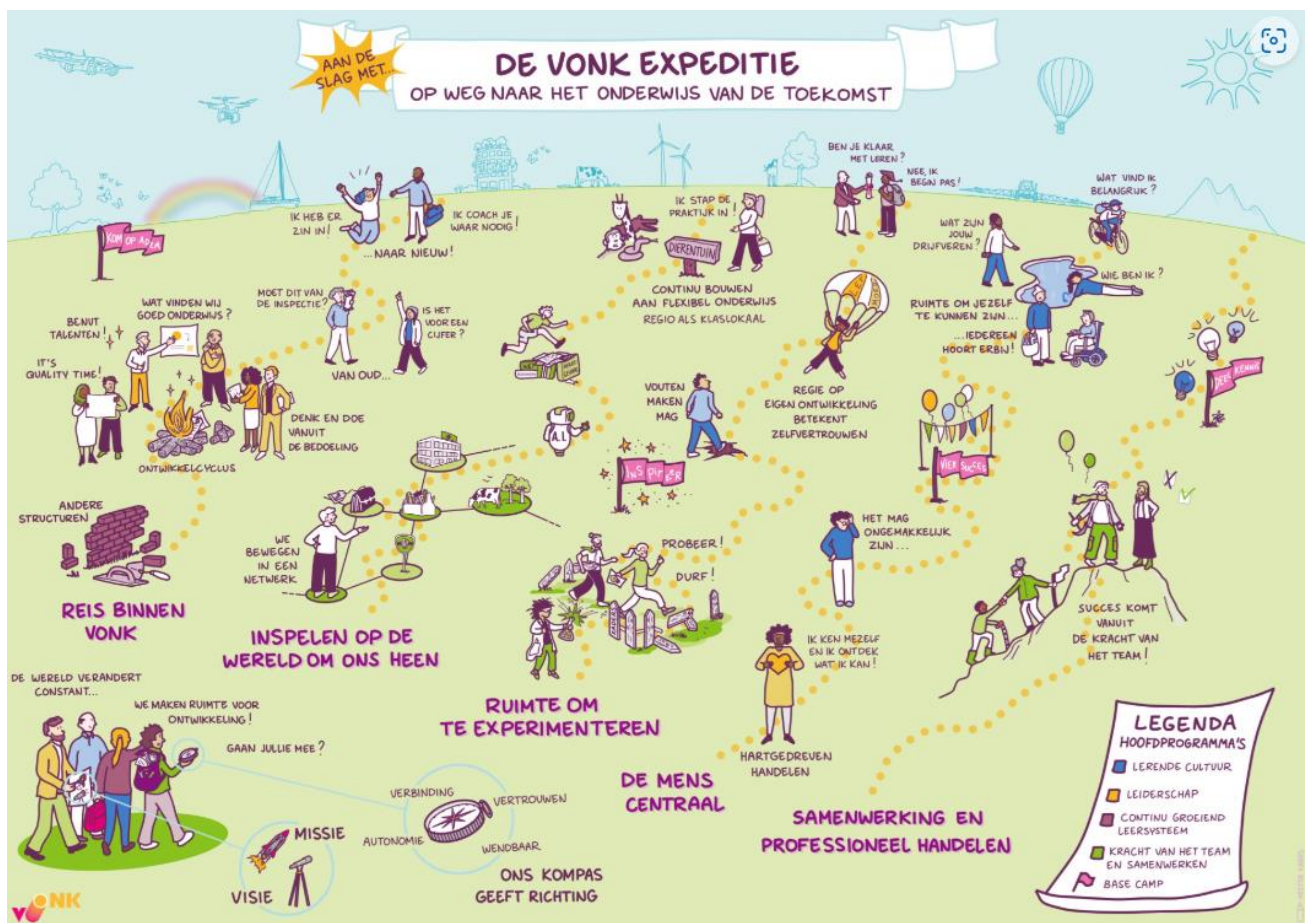 AAN DE
SLAG MET...
DE VONK EXPEDITIE
OP WEG NAAR HET ONDERWIJS VAN DE TOEKOMST
KOM OP ADEM
IK HEB ER
ZIN IN!
IK COACH JE
WAAR NODIG!
...NAAR NIEUW!
MOET DIT VAN
DE INSPECTIE?
IS HET
VOOR EEN
CIJFER?
VAN OUD...
WAT VINDEN WIJ
GOED ONDERWIJS?
BENUT
TALENTEN!
IT'S
QUALITY TIME!
DENK EN DOE
VANUIT
DE BEDOELING
ONTWIKKELCYCLUS
ANDERE
STRUCTUREN
REIS BINNEN
VONK
IK STAP DE
PRAKTIJK IN!
DIERENTUIN
CONTINU BOUWEN
AAN FLEXIBEL ONDERWIJS
REGIO ALS KLASLOKAAL
A.I.
WE
BEWEGEN
IN EEN
NETWERK
INSPELEN OP DE
WERELD OM ONS HEEN
BEN JE KLAAR
MET LEREN?
NEE, IK
BEGIN PAS!
REGIE OP
EIGEN ONTWIKKELING
BETEKENT
ZELFVERTROUWEN
VOUTEN
MAKEN
MAG
INSPIREER
PROBEER!
DURF!
RUIMTE OM
TE EXPERIMENTEREN
WAT VIND IK
BELANGRIJK?
WAT ZIJN
JOUW
DRIJFVEREN?
WIE BEN IK?
RUIMTE OM JEZELF
TE KUNNEN ZIJN...
...IEDEREEN
HOORT ERBIJ!
VIER SUCCES
HET MAG
ONGEMAKKELIJK
ZIJN...
IK KEN MEZELF
EN IK ONTDEK
WAT IK KAN!
HARTGEDREVEN
HANDELEN
DE MENS
CENTRAAL
DEEL KENNIS
SUCCES KOMT
VANUIT
DE KRACHT VAN
HET TEAM!
SAMENWERKING EN
PROFESSIONEEL HANDELEN
DE WERELD VERANDERT
CONSTANT...
WE MAKEN RUIMTE VOOR
ONTWIKKELING!
GAAN JULLIE MEE?
MISSIE
VISIE
VERBINDING
VERTROUWEN
AUTONOMIE
WENDBAAR
ONS KOMPAS
GEEFT RICHTING
LEGENDA
HOOFDPROGRAMMA'S
LERENDE CULTUUR
LEIDERSCHAP
CONTINU GROEIEND
LEERSYSTEEM
KRACHT VAN HET TEAM
EN SAMENWERKEN
BASE CAMP
VONK